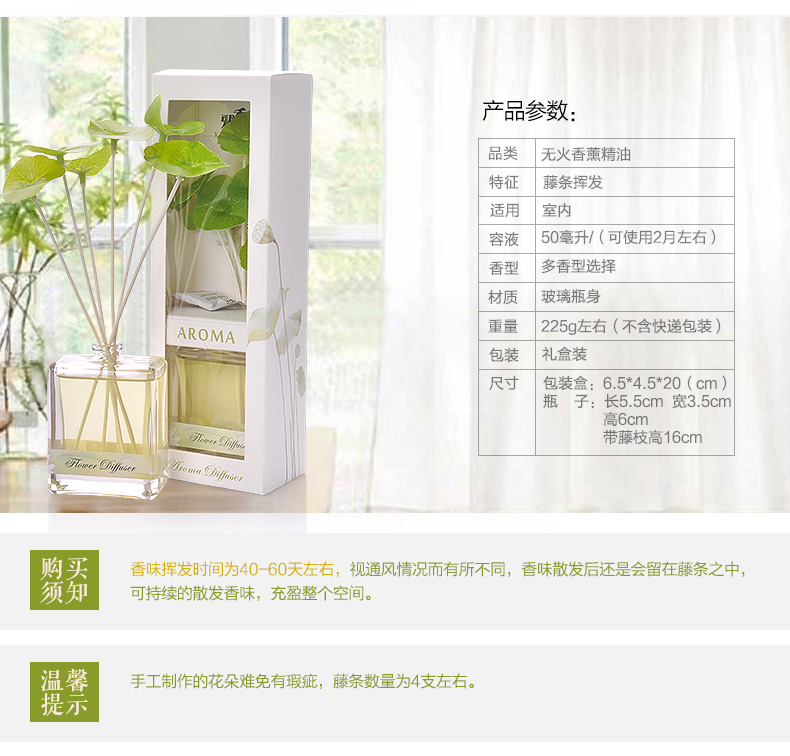 AROMA
Flower Diffuser
Aroma Diffuser
Flower Diffuser
产品参数：
品类 无火香薰精油
特征 藤条挥发
适用 室内
容液 50毫升/（可使用2月左右）
香型 多香型选择
材质 玻璃瓶身
重量 225g左右（不含快递包装）
包装 礼盒装
尺寸 包装盒：6.5*4.5*20（cm）
瓶 子：长5.5cm 宽3.5cm
高6cm
带藤枝高16cm
购买
须知
香味挥发时间为40-60天左右，视通风情况而有所不同，香味散发后还是会留在藤条之中，
可持续的散发香味，充盈整个空间。
温馨
提示
手工制作的花朵难免有瑕疵，藤条数量为4支左右。